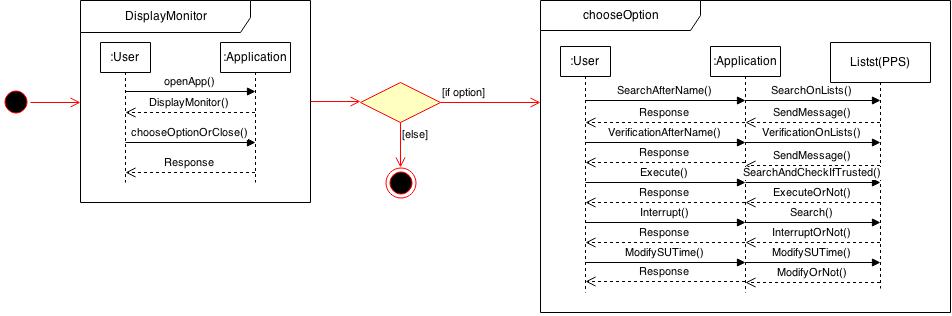 DisplayMonitor
:User
:Application
openApp()
DisplayMonitor()
chooseOptionOrClose()
Response
[if option]
[else]
chooseOption
:User
:Application
Listst(PPS)
SearchAfterName()
SearchOnLists()
Response
SendMessage()
VerificationAfterName()
VerificationOnLists()
Response
SendMessage()
Execute()
SearchAndCheckIfTrusted()
Response
ExecuteOrNot()
Interrupt()
Search()
Response
InterruptOrNot()
ModifySUTime()
ModifySUTime()
Response
ModifyOrNot()